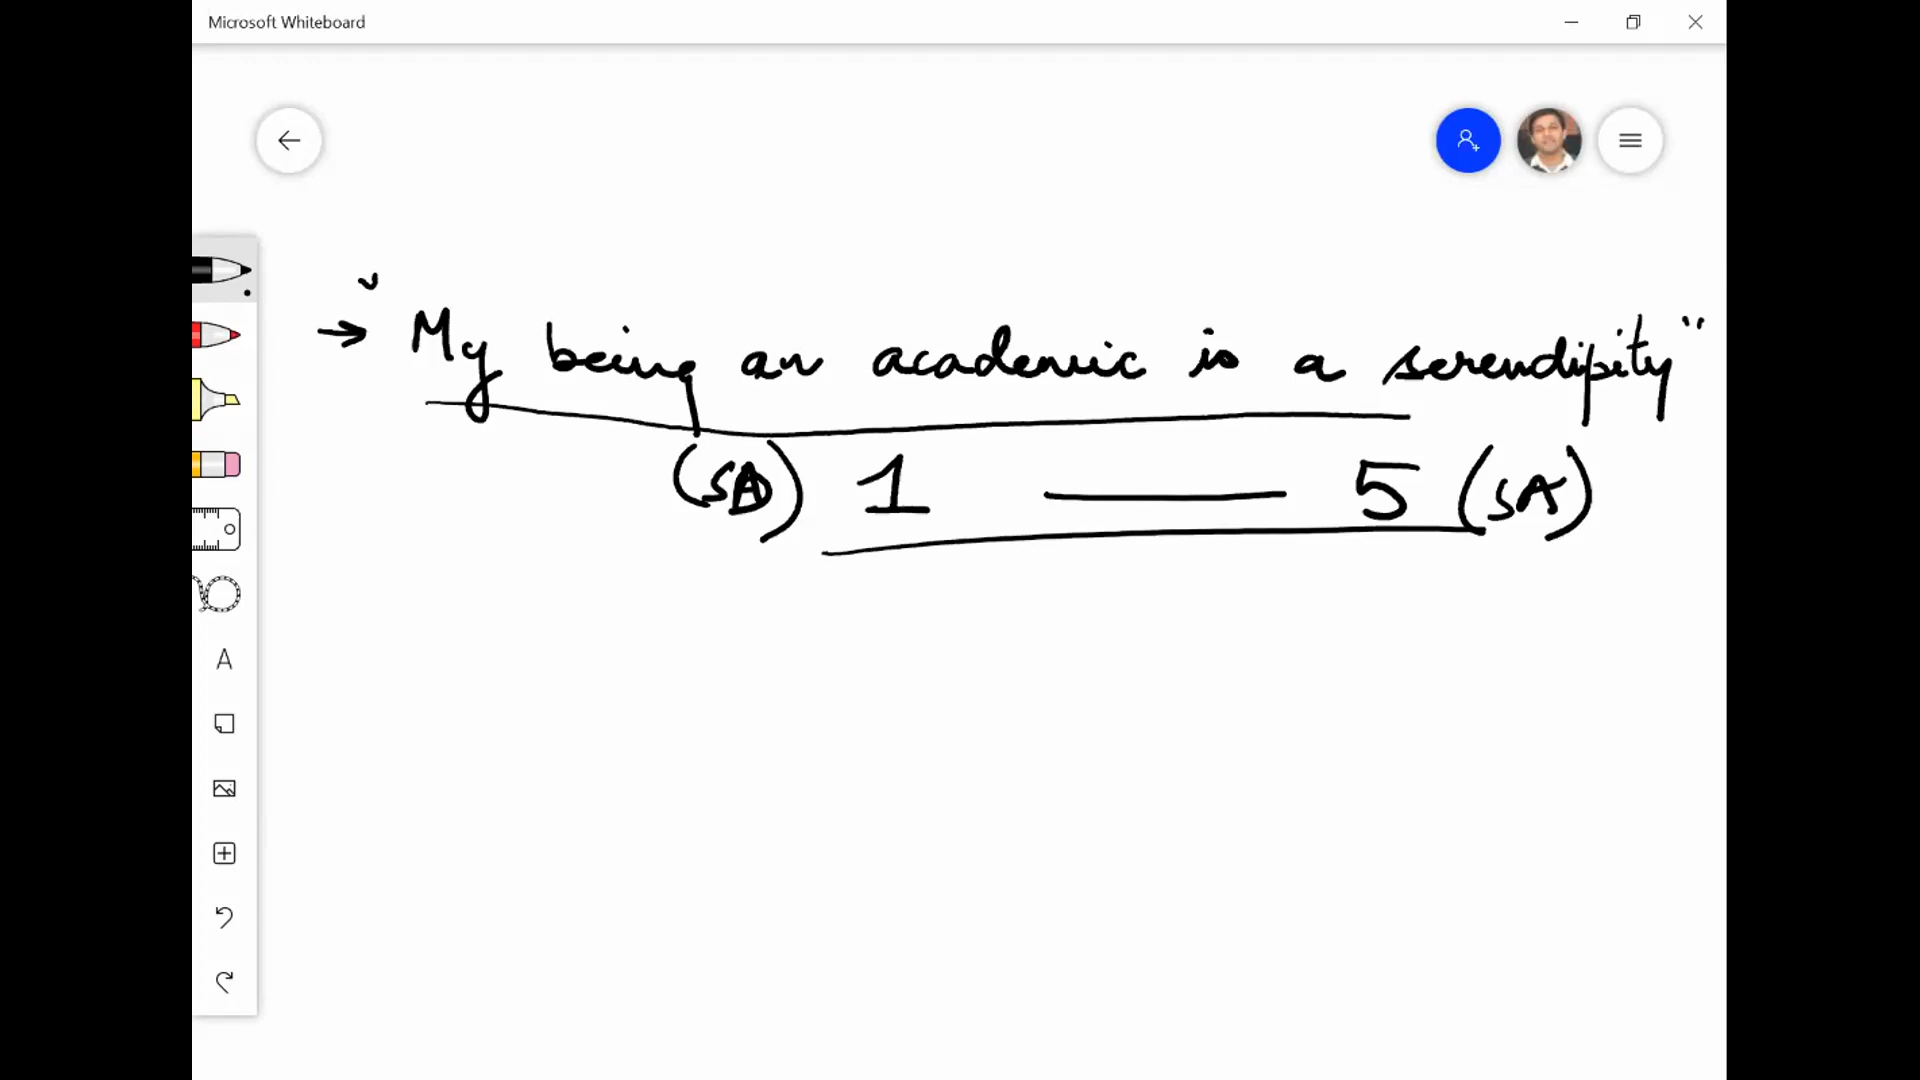 Microsoft Whiteboard
→ "My being an academic is a serendipity"
(SD) 1 — 5 (SA)
A